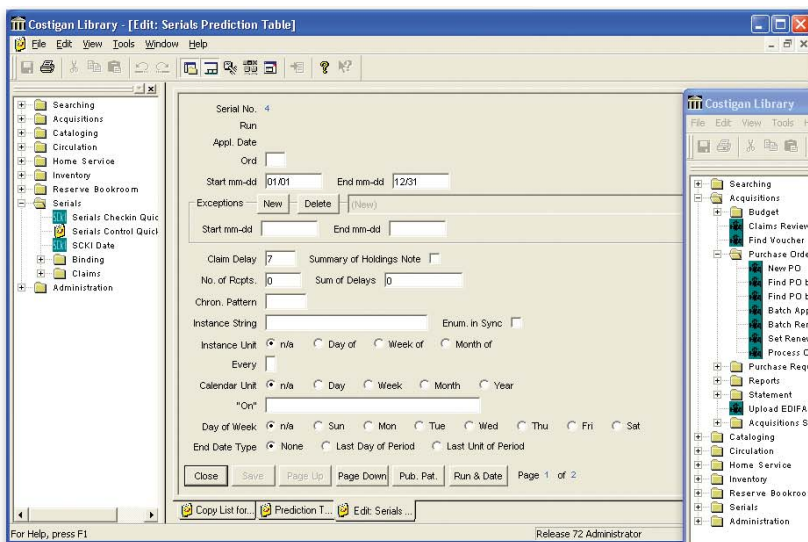 Costigan Library - [Edit: Serials Prediction Table]
File Edit View Tools Window Help
Searching
Acquisitions
Cataloging
Circulation
Home Service
Inventory
Reserve Bookroom
Serials
Serials Checkin Quic
Serials Control Quick
SCKI Date
Binding
Claims
Administration
Serial No. 4
Run
Appl. Date
Ord
Start mm-dd 01/01 End mm-dd 12/31
Exceptions New Delete (New)
Start mm-dd End mm-dd
Claim Delay 7 Summary of Holdings Note
No. of Rcpts. 0 Sum of Delays 0
Chron. Pattern
Instance String Enum. in Sync
Instance Unit n/a Day of Week of Month of
Every
Calendar Unit n/a Day Week Month Year
"On"
Day of Week n/a Sun Mon Tue Wed Thu Fri Sat
End Date Type None Last Day of Period Last Unit of Period
Close Save Page Up Page Down Pub. Pat. Run & Date Page 1 of 2
Copy List for... Prediction T... Edit: Serials ...
For Help, press F1
Release 72 Administrator
Costigan Library
File Edit View Tools
Searching
Acquisitions
Budget
Claims Review
Find Voucher
Purchase Orde
New PO
Find PO b
Find PO b
Batch App
Batch Ren
Set Renew
Process C
Purchase Requ
Reports
Statement
Upload EDIFA
Acquisitions S
Cataloging
Circulation
Home Service
Inventory
Reserve Bookroo
Serials
Administration